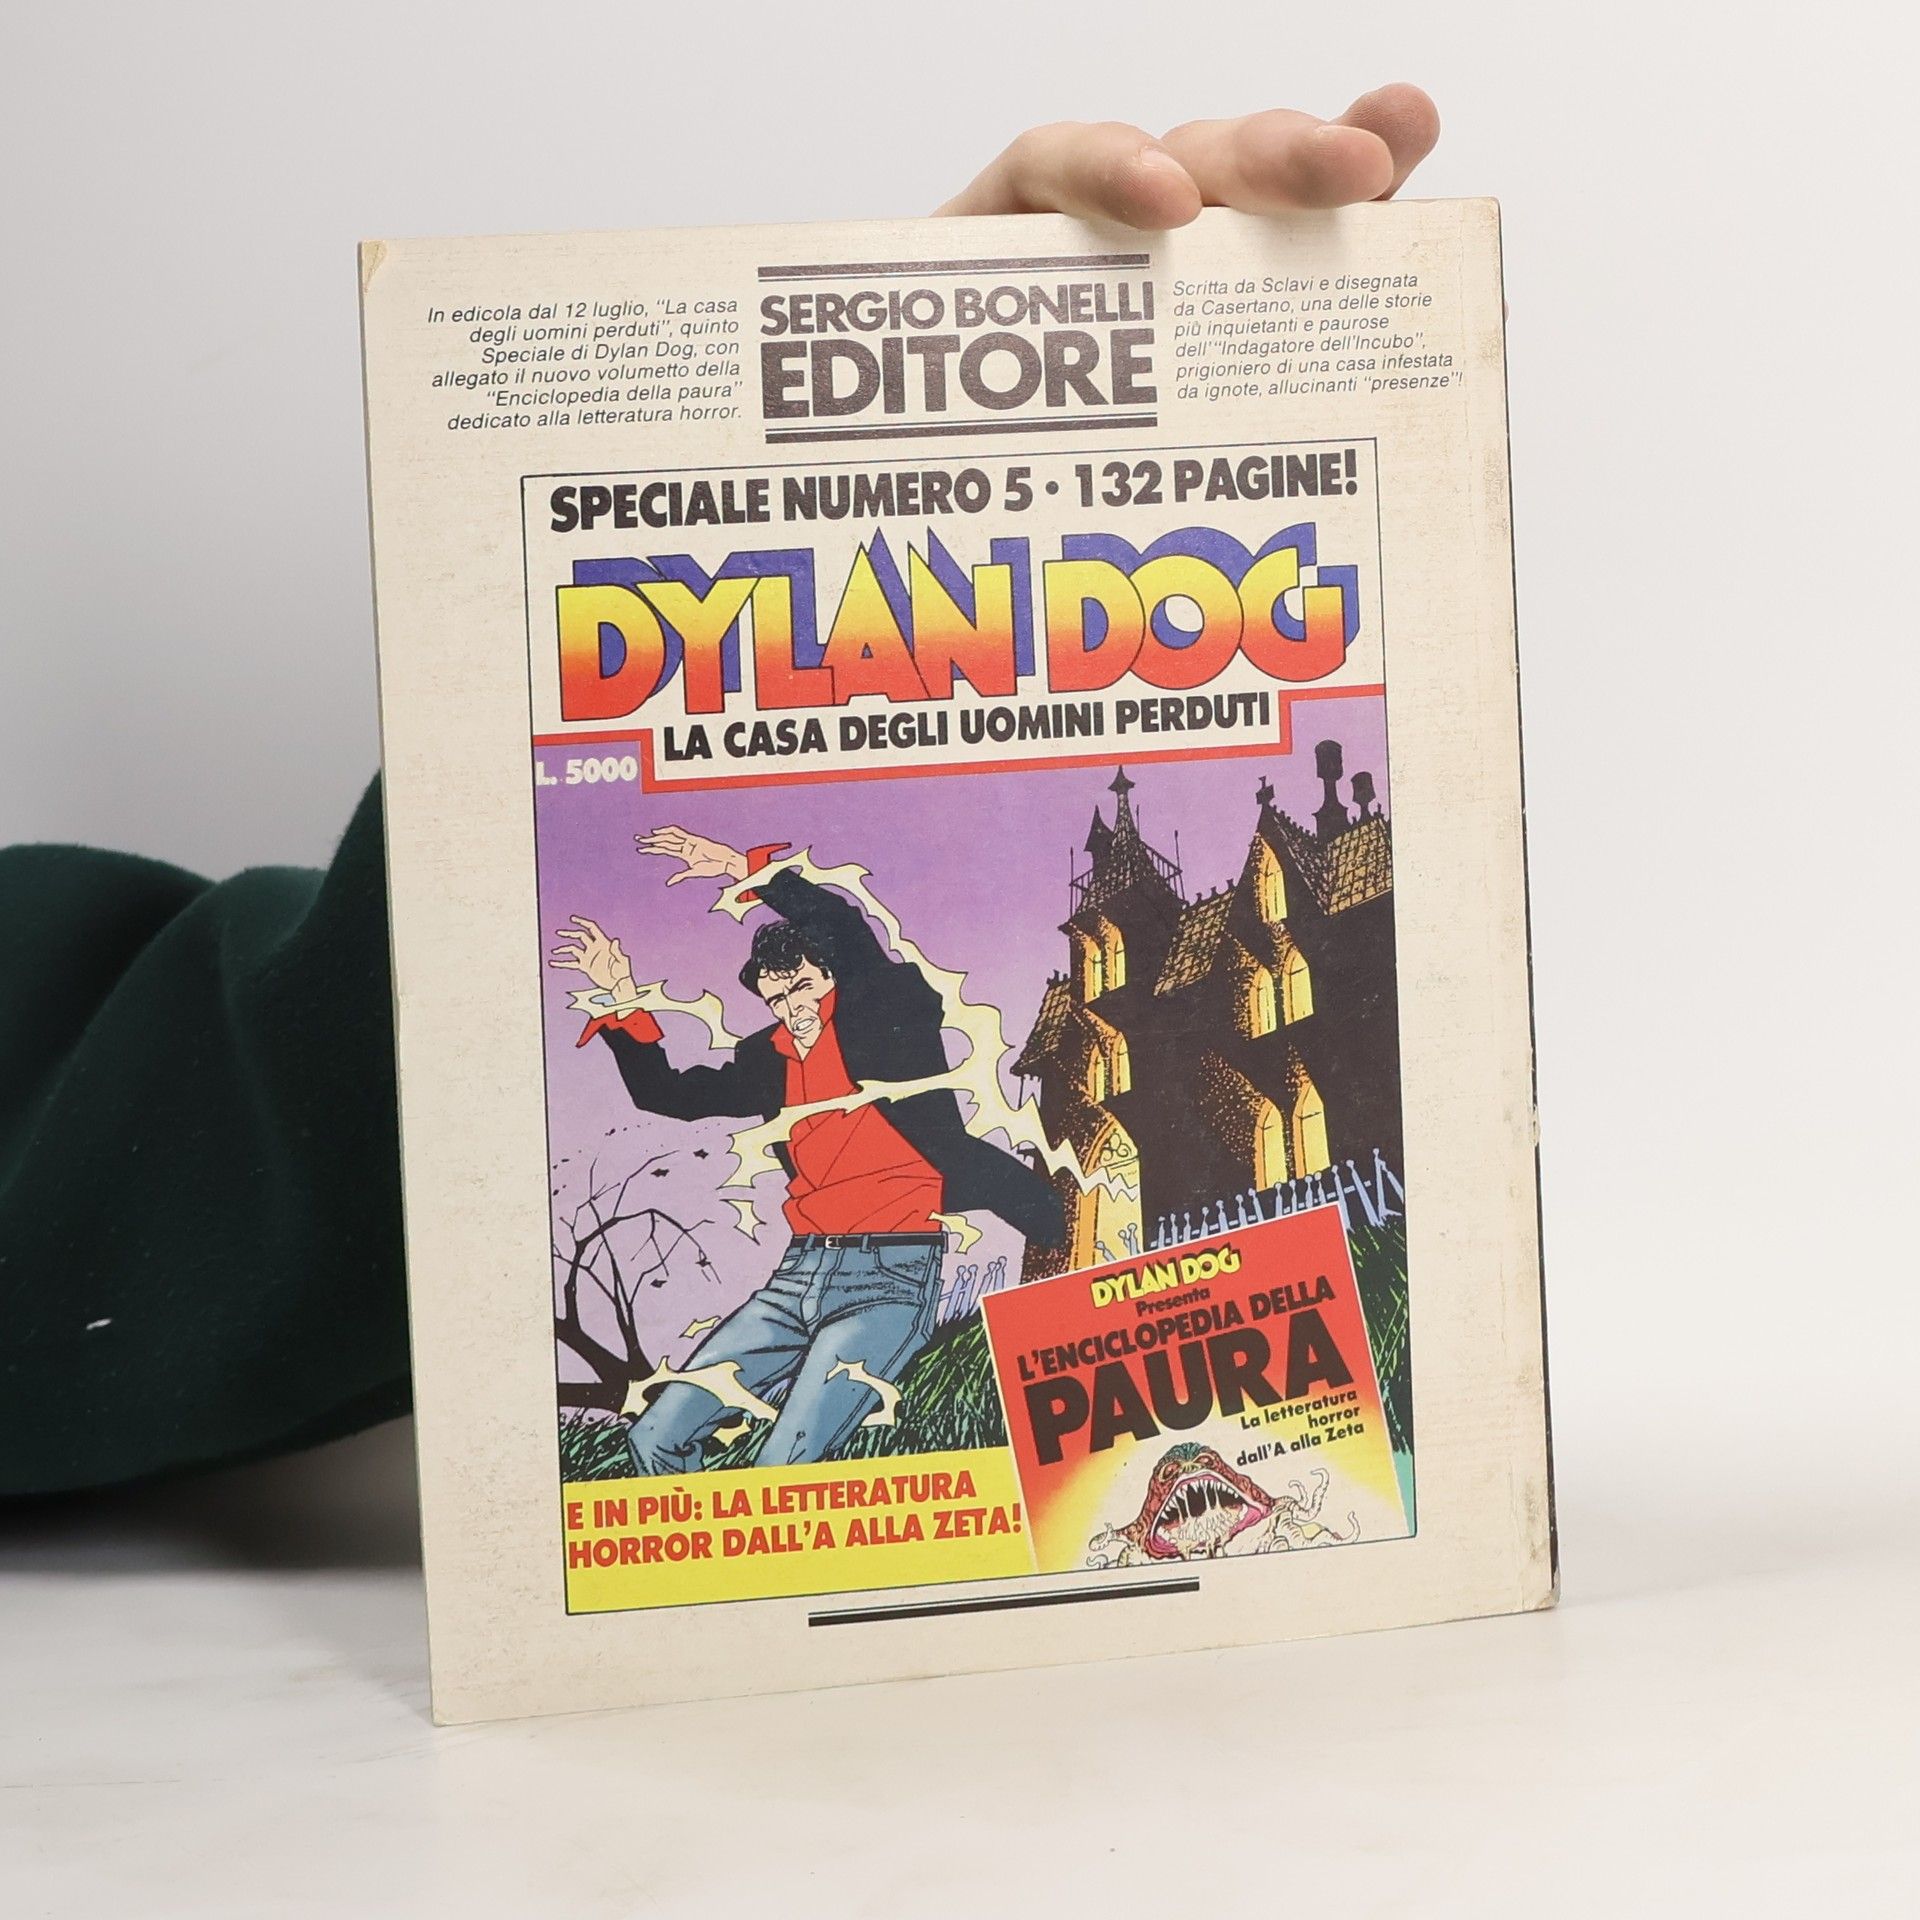 In edicola dal 12 luglio, "La casa
degli uomini perduti", quinto
Speciale di Dylan Dog, con
allegato il nuovo volumetto della
"Enciclopedia della paura"
dedicato alla letteratura horror.
SERGIO BONELLI
EDITORE
Scritta da Sclavi e disegnata
da Casertano, una delle storie
più inquietanti e paurose
dell'"Indagatore dell'Incubo",
prigioniero di una casa infestata
da ignote, allucinanti "presenze"!
SPECIALE NUMERO 5 • 132 PAGINE!
DYLAN DOG
LA CASA DEGLI UOMINI PERDUTI
L. 5000
DYLAN DOG
Presenta
L'ENCICLOPEDIA DELLA
PAURA
La letteratura
horror
dall'A alla Zeta
E IN PIÙ: LA LETTERATURA
HORROR DALL'A ALLA ZETA!